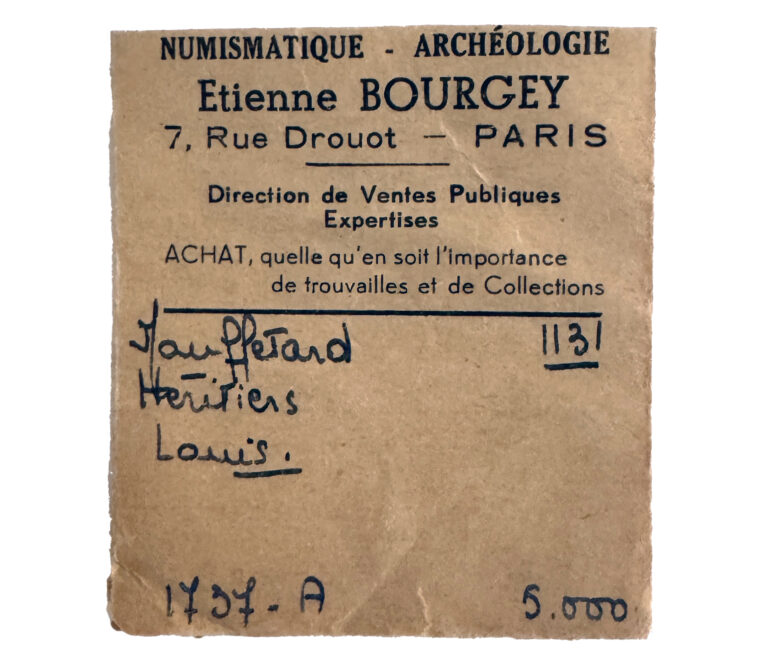 NUMISMATIQUE - ARCHÉOLOGIE
Etienne BOURGEY
7, Rue Drouot — PARIS
Direction de Ventes Publiques
Expertises
ACHAT, quelle qu'en soit l'importance
de trouvailles et de Collections
Mouffetard 1131
Héritiers
Louis.
1737-A 5.000